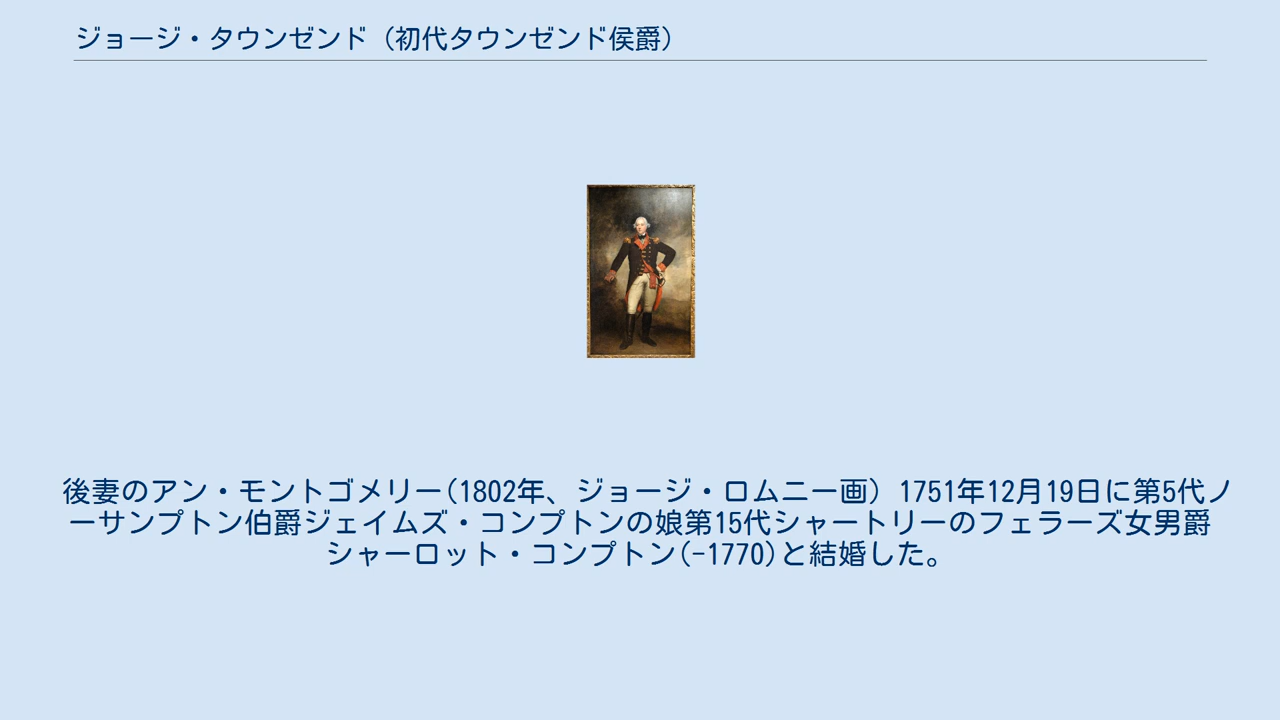 ジョージ・タウンゼンド（初代タウンゼンド侯爵）
後妻のアン・モントゴメリー(1802年、ジョージ・ロムニー画）1751年12月19日に第5代ノ
ーサンプトン伯爵ジェイムズ・コンプトンの娘第15代シャートリーのフェラーズ女男爵
シャーロット・コンプトン(-1770)と結婚した。